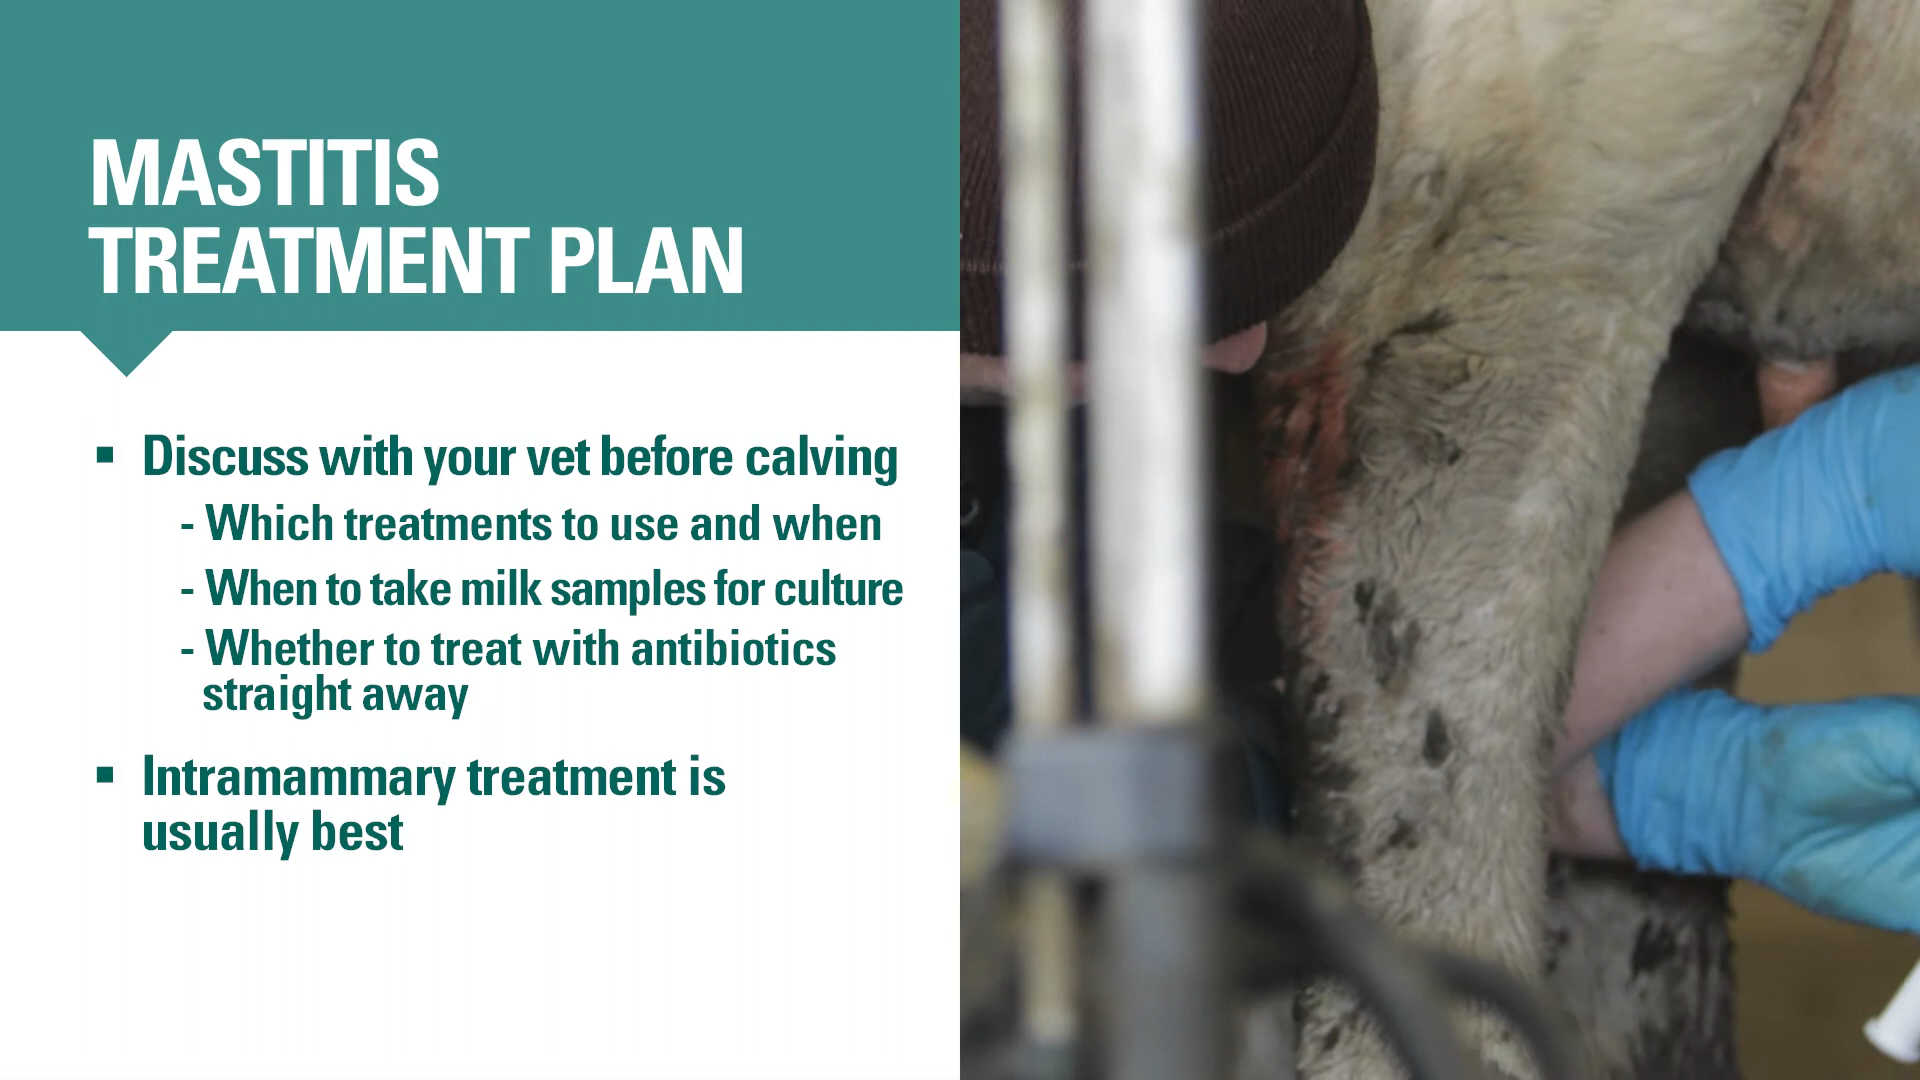 MASTITIS
TREATMENT PLAN
▪ Discuss with your vet before calving
- Which treatments to use and when
- When to take milk samples for culture
- Whether to treat with antibiotics
straight away
▪ Intramammary treatment is
usually best